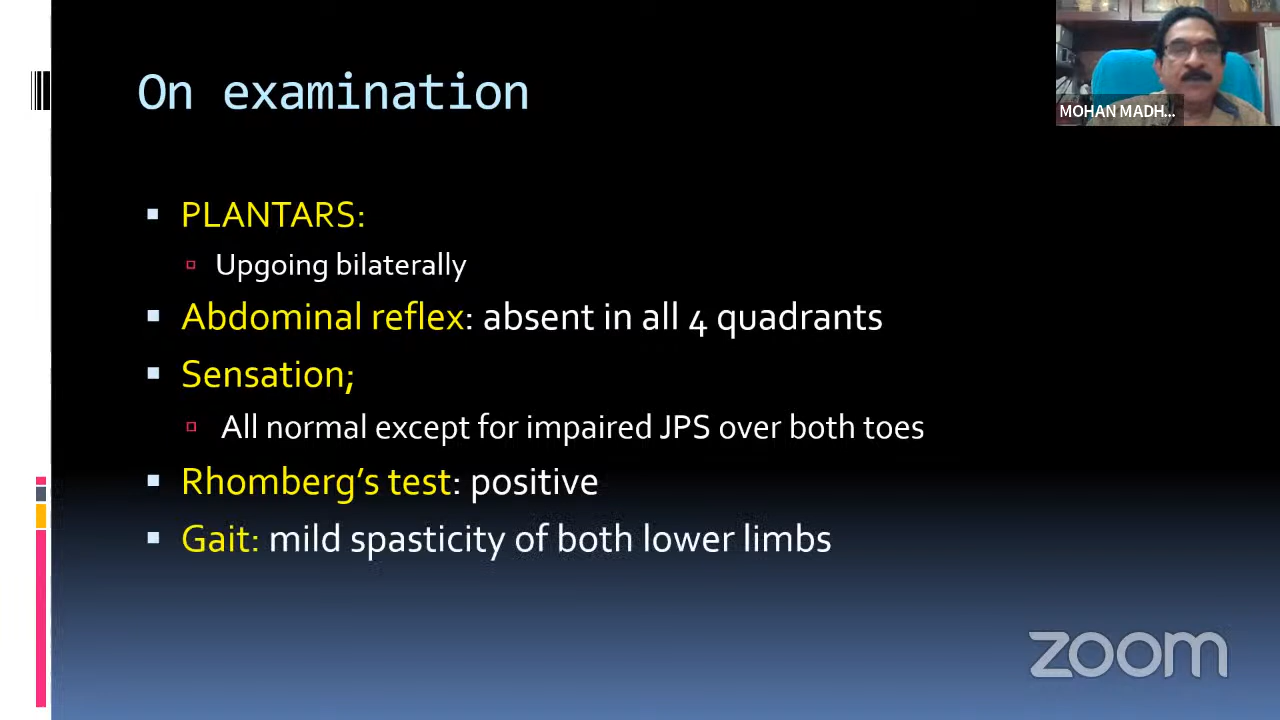 On examination
MOHAN MADH...
PLANTARS:
Upgoing bilaterally
Abdominal reflex: absent in all 4 quadrants
Sensation;
All normal except for impaired JPS over both toes
Rhomberg’s test: positive
Gait: mild spasticity of both lower limbs
zoom